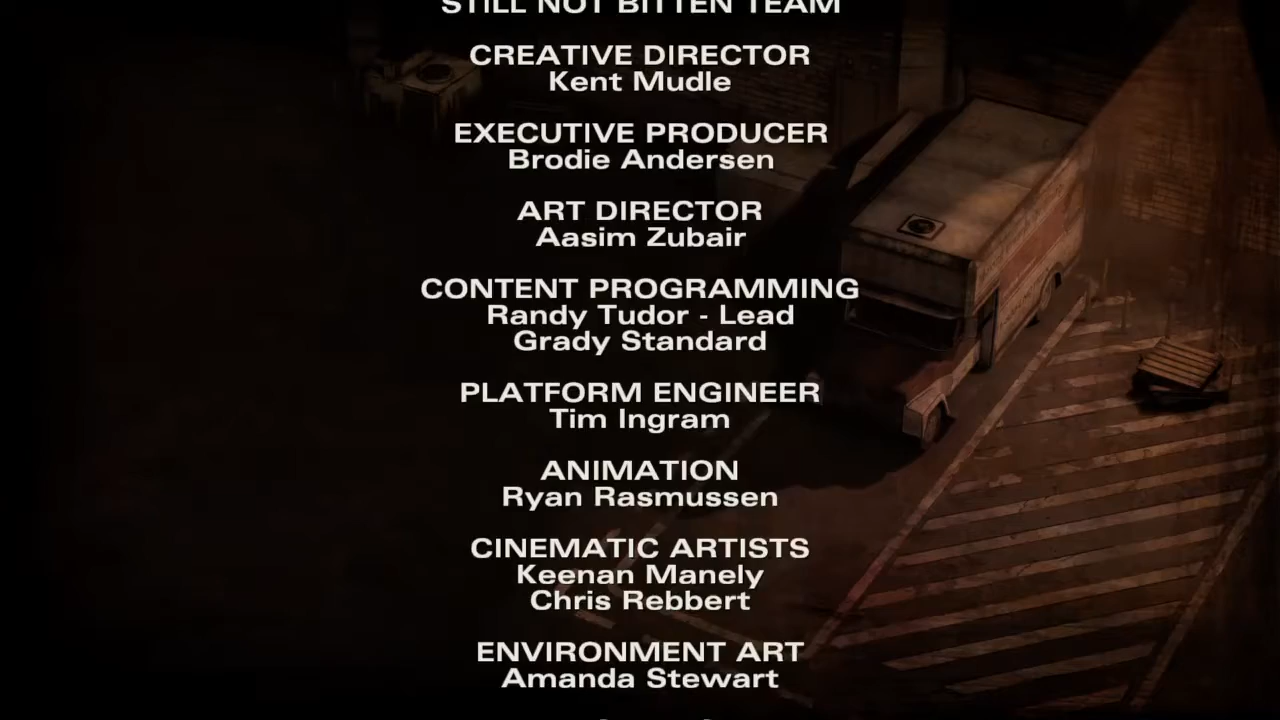 STILL NOT BITTEN TEAM
CREATIVE DIRECTOR
Kent Mudle
EXECUTIVE PRODUCER
Brodie Andersen
ART DIRECTOR
Aasim Zubair
CONTENT PROGRAMMING
Randy Tudor - Lead
Grady Standard
PLATFORM ENGINEER
Tim Ingram
ANIMATION
Ryan Rasmussen
CINEMATIC ARTISTS
Keenan Manely
Chris Rebbert
ENVIRONMENT ART
Amanda Stewart